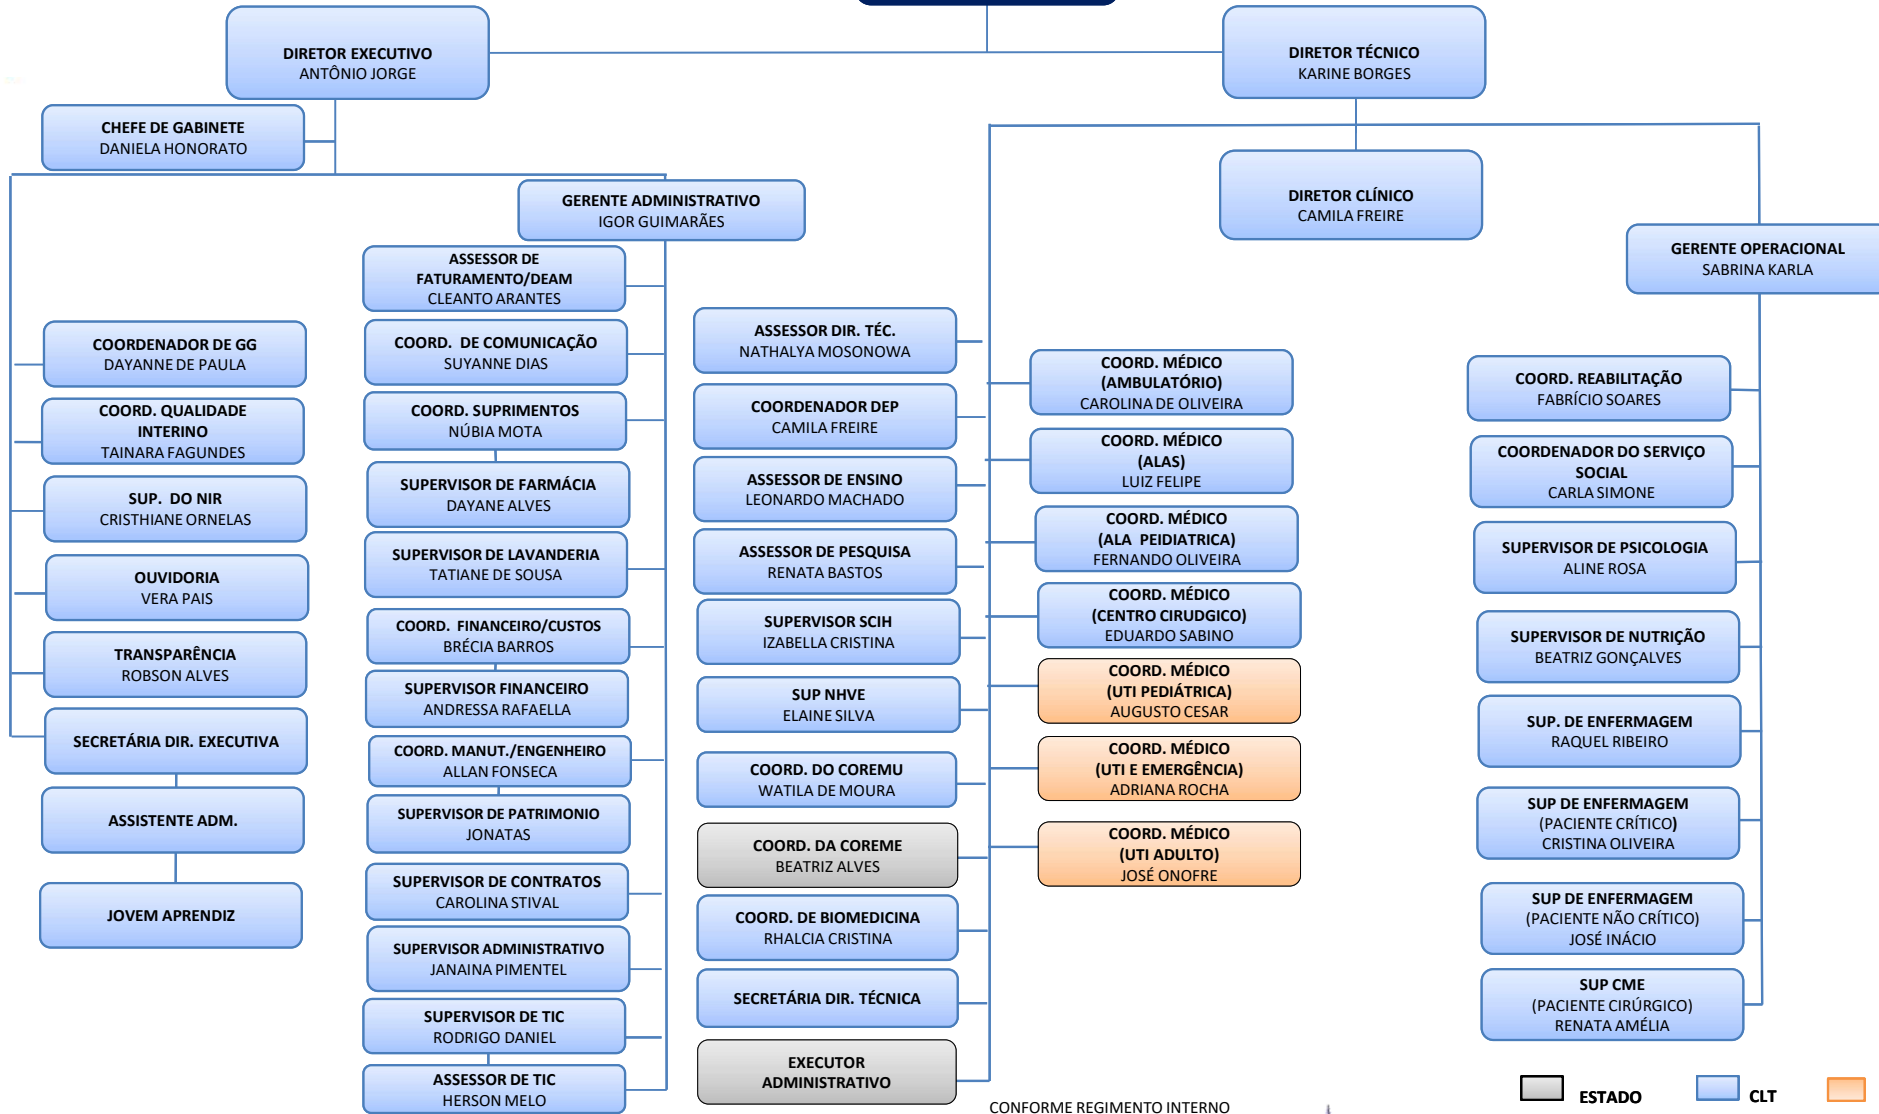 DIRETOR EXECUTIVO
ANTÔNIO JORGE
DIRETOR TÉCNICO
KARINE BORGES
CHEFE DE GABINETE
DANIELA HONORATO
GERENTE ADMINISTRATIVO
IGOR GUIMARÃES
DIRETOR CLÍNICO
CAMILA FREIRE
GERENTE OPERACIONAL
SABRINA KARLA
COORDENADOR DE GG
DAYANNE DE PAULA
COORD. QUALIDADE
INTERINO
TAINARA FAGUNDES
SUP. DO NIR
CRISTHIANE ORNELAS
OUVIDORIA
VERA PAIS
TRANSPARÊNCIA
ROBSON ALVES
SECRETÁRIA DIR. EXECUTIVA
ASSISTENTE ADM.
JOVEM APRENDIZ
ASSESSOR DE
FATURAMENTO/DEAM
CLEANTO ARANTES
COORD. DE COMUNICAÇÃO
SUYANNE DIAS
COORD. SUPRIMENTOS
NÚBIA MOTA
SUPERVISOR DE FARMÁCIA
DAYANE ALVES
SUPERVISOR DE LAVANDERIA
TATIANE DE SOUSA
COORD. FINANCEIRO/CUSTOS
BRÉCIA BARROS
SUPERVISOR FINANCEIRO
ANDRESSA RAFAELLA
COORD. MANUT./ENGENHEIRO
ALLAN FONSECA
SUPERVISOR DE PATRIMONIO
JONATAS
SUPERVISOR DE CONTRATOS
CAROLINA STIVAL
SUPERVISOR ADMINISTRATIVO
JANAINA PIMENTEL
SUPERVISOR DE TIC
RODRIGO DANIEL
ASSESSOR DE TIC
HERSON MELO
ASSESSOR DIR. TÉC.
NATHALYA MOSONOWA
COORDENADOR DEP
CAMILA FREIRE
ASSESSOR DE ENSINO
LEONARDO MACHADO
ASSESSOR DE PESQUISA
RENATA BASTOS
SUPERVISOR SCIH
IZABELLA CRISTINA
SUP NHVE
ELAINE SILVA
COORD. DO COREMU
WATILA DE MOURA
COORD. DA COREME
BEATRIZ ALVES
COORD. DE BIOMEDICINA
RHALCIA CRISTINA
SECRETÁRIA DIR. TÉCNICA
EXECUTOR
ADMINISTRATIVO
COORD. MÉDICO
(AMBULATÓRIO)
CAROLINA DE OLIVEIRA
COORD. MÉDICO
(ALAS)
LUIZ FELIPE
COORD. MÉDICO
(ALA PEIDIATRICA)
FERNANDO OLIVEIRA
COORD. MÉDICO
(CENTRO CIRUDGICO)
EDUARDO SABINO
COORD. MÉDICO
(UTI PEDIÁTRICA)
AUGUSTO CESAR
COORD. MÉDICO
(UTI E EMERGÊNCIA)
ADRIANA ROCHA
COORD. MÉDICO
(UTI ADULTO)
JOSÉ ONOFRE
COORD. REABILITAÇÃO
FABRÍCIO SOARES
COORDENADOR DO SERVIÇO
SOCIAL
CARLA SIMONE
SUPERVISOR DE PSICOLOGIA
ALINE ROSA
SUPERVISOR DE NUTRIÇÃO
BEATRIZ GONÇALVES
SUP. DE ENFERMAGEM
RAQUEL RIBEIRO
SUP DE ENFERMAGEM
(PACIENTE CRÍTICO)
CRISTINA OLIVEIRA
SUP DE ENFERMAGEM
(PACIENTE NÃO CRÍTICO)
JOSÉ INÁCIO
SUP CME
(PACIENTE CIRÚRGICO)
RENATA AMÉLIA
ESTADO
CLT
CONFORME REGIMENTO INTERNO